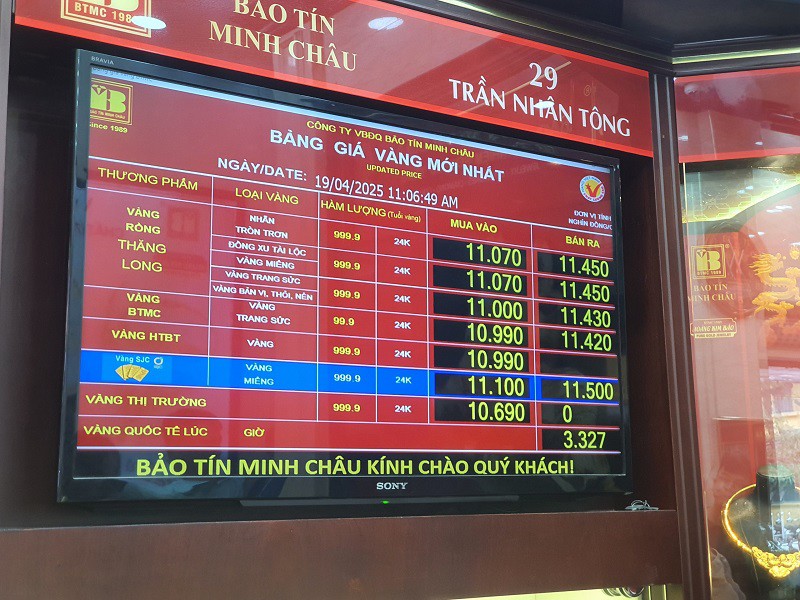 BTMC 1989
BẢO TÍN
MINH CHÂU
29
TRẦN NHÂN TÔNG
BRAVIA
BẢO TÍN MINH CHÂU
Since 1989
CÔNG TY VBĐQ BẢO TÍN MINH CHÂU
BẢNG GIÁ VÀNG MỚI NHẤT
UPDATED PRICE
NGÀY/DATE: 19/04/2025 11:06:49 AM
ĐƠN VỊ TÍNH
NGHÌN ĐỒNG/C
THƯƠNG PHẨM LOẠI VÀNG HÀM LƯỢNG (Tuổi vàng) MUA VÀO BÁN RA
VÀNG RỒNG THĂNG LONG
NHẪN TRÒN TRƠN 999.9 24K 11.070 11.450
ĐỒNG XU TÀI LỘC
VÀNG MIẾNG 999.9 24K 11.070 11.450
VÀNG TRANG SỨC
VÀNG BẢN VỊ, THỎI, NÉN 999.9 24K 11.000 11.430
VÀNG BTMC VÀNG TRANG SỨC 99.9 24K 10.990 11.420
VÀNG HTBT VÀNG 999.9 24K 10.990
Vàng SJC VÀNG MIẾNG 999.9 24K 11.100 11.500
VÀNG THỊ TRƯỜNG 999.9 24K 10.690 0
VÀNG QUỐC TẾ LÚC GIỜ 3.327
BẢO TÍN MINH CHÂU KÍNH CHÀO QUÝ KHÁCH!
SONY
BTMC 1989
BẢO TÍN
MINH CHÂU